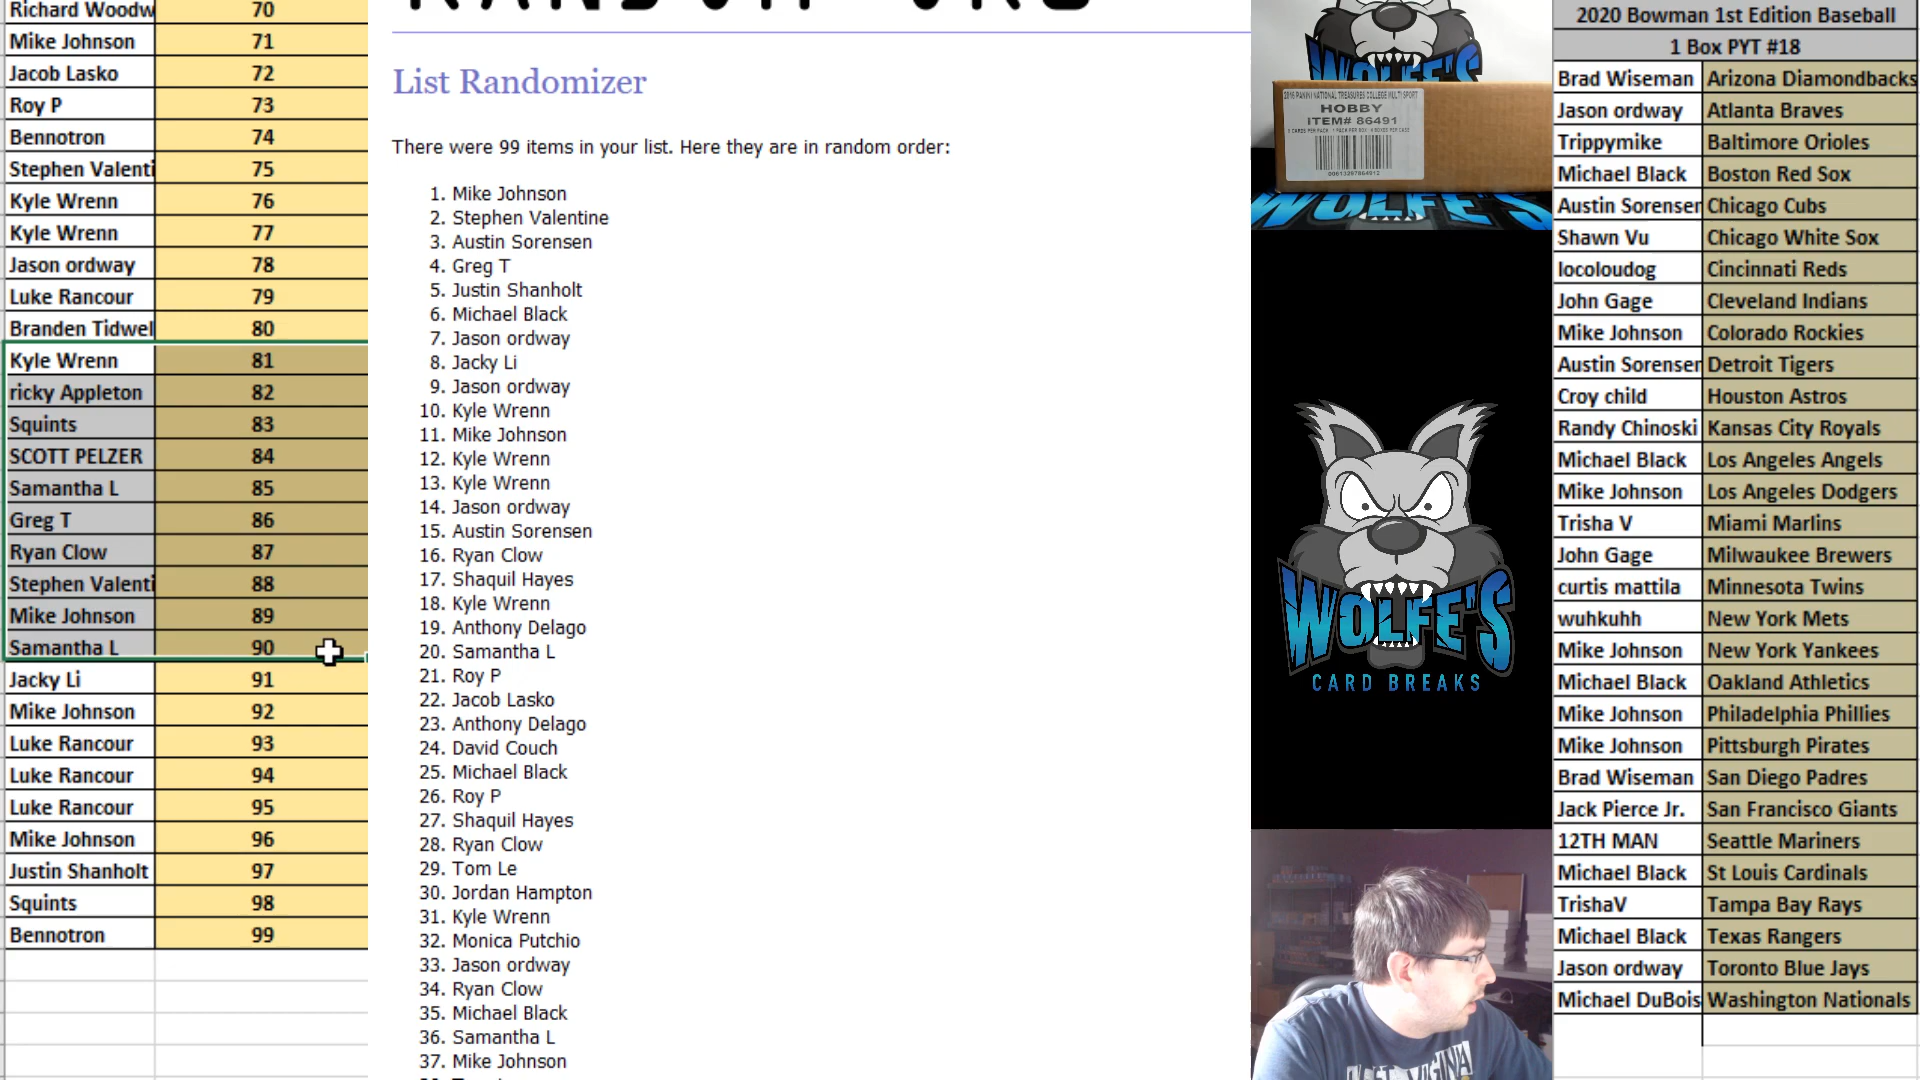 Richard Woodw 70
Mike Johnson 71
Jacob Lasko 72
Roy P 73
Bennotron 74
Stephen Valenti 75
Kyle Wrenn 76
Kyle Wrenn 77
Jason ordway 78
Luke Rancour 79
Branden Tidwel 80
Kyle Wrenn 81
ricky Appleton 82
Squints 83
SCOTT PELZER 84
Samantha L 85
Greg T 86
Ryan Clow 87
Stephen Valenti 88
Mike Johnson 89
Samantha L 90
Jacky Li 91
Mike Johnson 92
Luke Rancour 93
Luke Rancour 94
Luke Rancour 95
Mike Johnson 96
Justin Shanholt 97
Squints 98
Bennotron 99
List Randomizer
There were 99 items in your list. Here they are in random order:
1. Mike Johnson
2. Stephen Valentine
3. Austin Sorensen
4. Greg T
5. Justin Shanholt
6. Michael Black
7. Jason ordway
8. Jacky Li
9. Jason ordway
10. Kyle Wrenn
11. Mike Johnson
12. Kyle Wrenn
13. Kyle Wrenn
14. Jason ordway
15. Austin Sorensen
16. Ryan Clow
17. Shaquil Hayes
18. Kyle Wrenn
19. Anthony Delago
20. Samantha L
21. Roy P
22. Jacob Lasko
23. Anthony Delago
24. David Couch
25. Michael Black
26. Roy P
27. Shaquil Hayes
28. Ryan Clow
29. Tom Le
30. Jordan Hampton
31. Kyle Wrenn
32. Monica Putchio
33. Jason ordway
34. Ryan Clow
35. Michael Black
36. Samantha L
37. Mike Johnson
WOLFE'S
2016 PANINI NATIONAL TREASURES COLLEGE MULTI SPORT
HOBBY
ITEM# 86491
WOLFE'S
WOLFE'S
CARD BREAKS
2020 Bowman 1st Edition Baseball
1 Box PYT #18
Brad Wiseman Arizona Diamondbacks
Jason ordway Atlanta Braves
Trippymike Baltimore Orioles
Michael Black Boston Red Sox
Austin Sorenser Chicago Cubs
Shawn Vu Chicago White Sox
locoloudog Cincinnati Reds
John Gage Cleveland Indians
Mike Johnson Colorado Rockies
Austin Sorenser Detroit Tigers
Croy child Houston Astros
Randy Chinoski Kansas City Royals
Michael Black Los Angeles Angels
Mike Johnson Los Angeles Dodgers
Trisha V Miami Marlins
John Gage Milwaukee Brewers
curtis mattila Minnesota Twins
wuhkuhh New York Mets
Mike Johnson New York Yankees
Michael Black Oakland Athletics
Mike Johnson Philadelphia Phillies
Mike Johnson Pittsburgh Pirates
Brad Wiseman San Diego Padres
Jack Pierce Jr. San Francisco Giants
12TH MAN Seattle Mariners
Michael Black St Louis Cardinals
TrishaV Tampa Bay Rays
Michael Black Texas Rangers
Jason ordway Toronto Blue Jays
Michael DuBois Washington Nationals